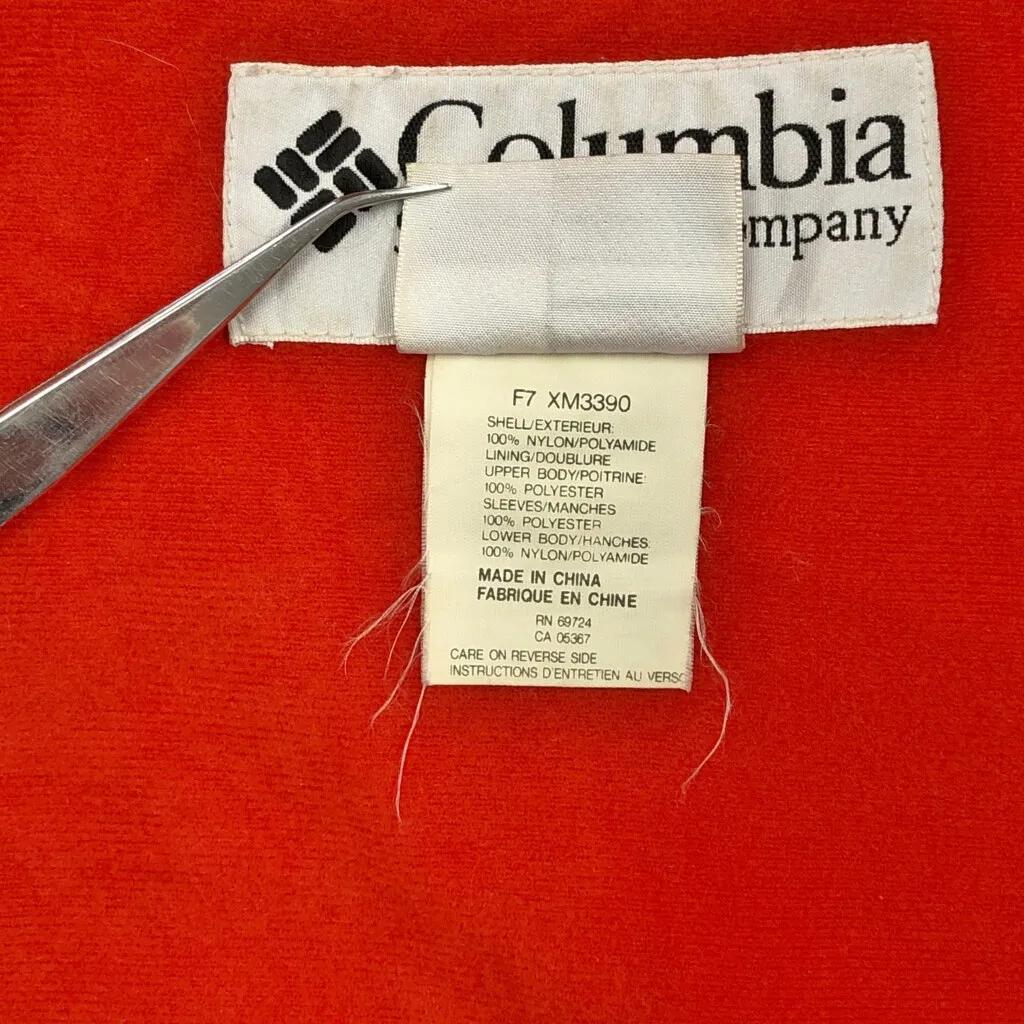 Columbia
ompany
F7 XM3390
SHELL/EXTERIEUR:
100% NYLON/POLYAMIDE
LINING/DOUBLURE
UPPER BODY/POITRINE:
100% POLYESTER
SLEEVES/MANCHES
100% POLYESTER
LOWER BODY/HANCHES:
100% NYLON/POLYAMIDE
MADE IN CHINA
FABRIQUE EN CHINE
RN 69724
CA 05367
CARE ON REVERSE SIDE
INSTRUCTIONS D'ENTRETIEN AU VERSO